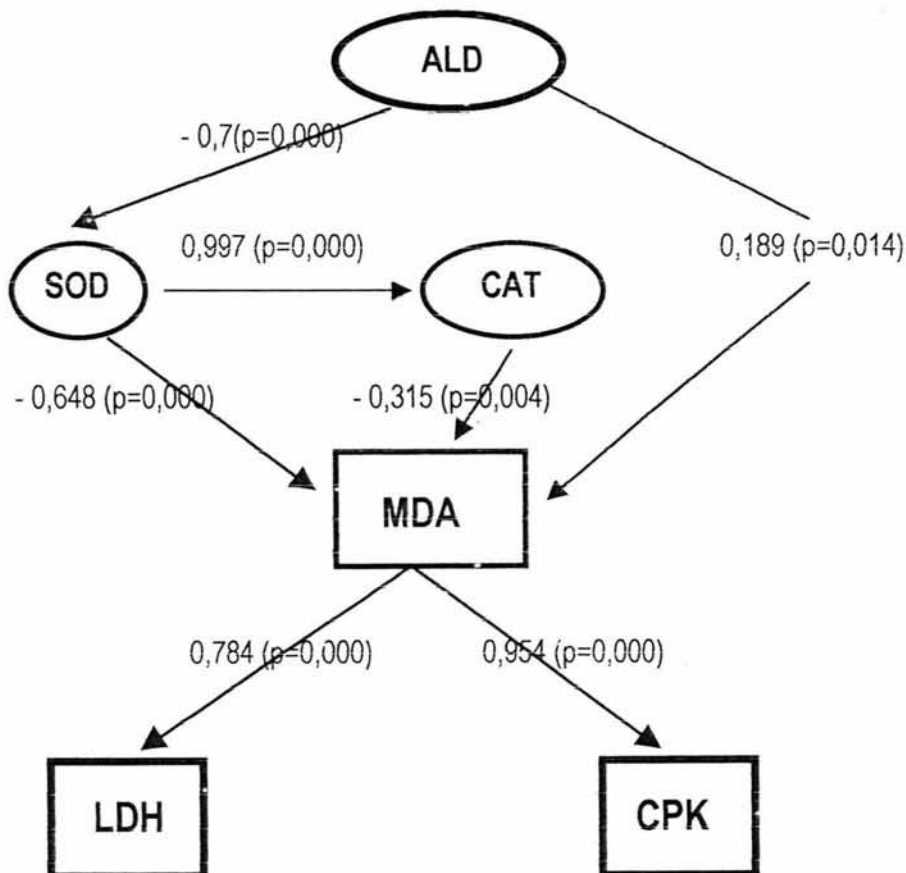 ALD
- 0,7(p=0,000)
0,997 (p=0,000)
0,189 (p=0,014)
SOD
CAT
- 0,648 (p=0,000)
- 0,315 (p=0,004)
MDA
0,784 (p=0,000)
0,954 (p=0,000)
LDH
CPK